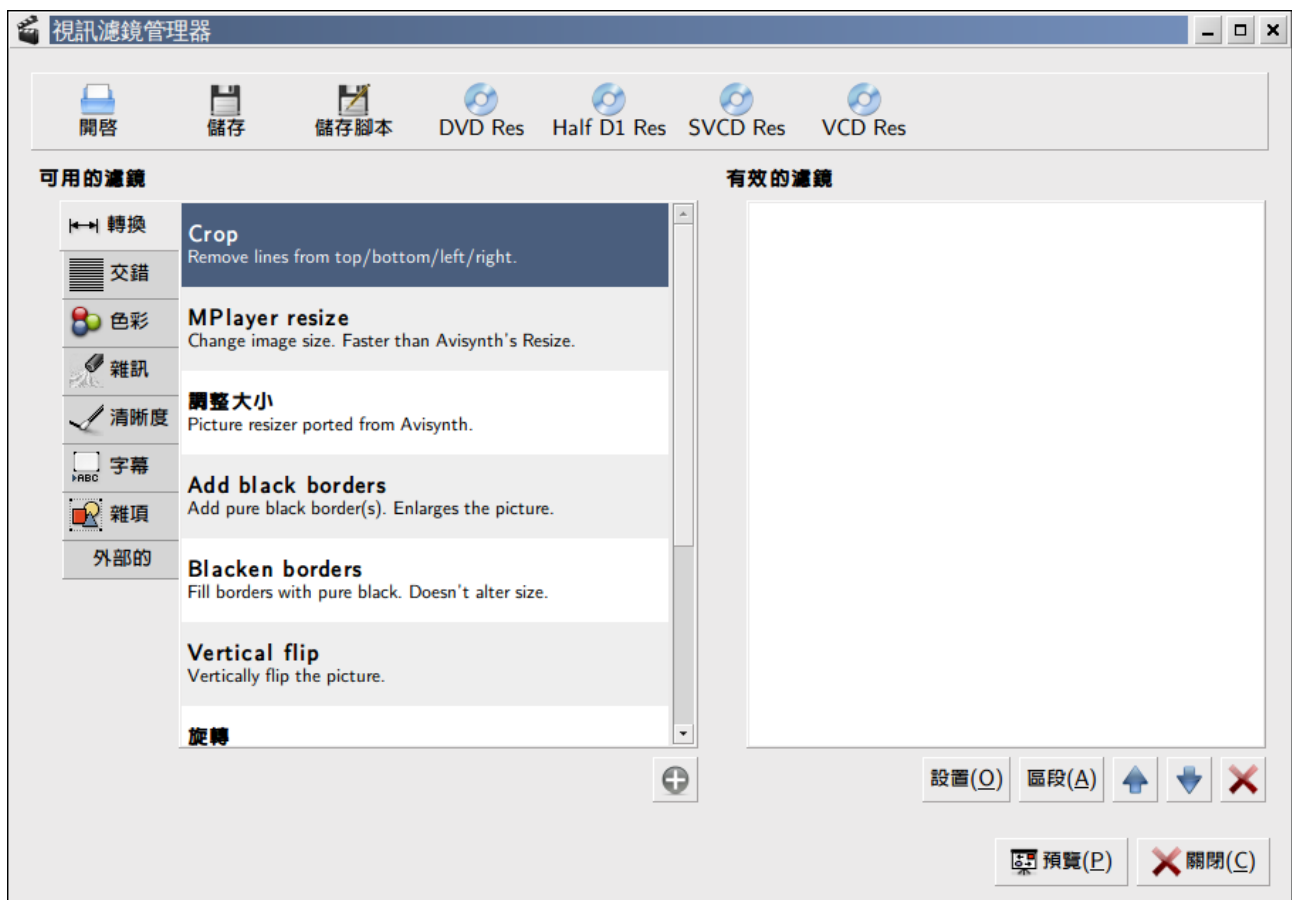 視訊濾鏡管理器
開啓
儲存
儲存腳本
DVD Res
Half D1 Res
SVCD Res
VCD Res
可用的濾鏡
有效的濾鏡
轉換
交錯
色彩
雜訊
清晰度
ABC
字幕
雜項
外部的
Crop
Remove lines from top/bottom/left/right.
MPlayer resize
Change image size. Faster than Avisynth's Resize.
調整大小
Picture resizer ported from Avisynth.
Add black borders
Add pure black border(s). Enlarges the picture.
Blacken borders
Fill borders with pure black. Doesn't alter size.
Vertical flip
Vertically flip the picture.
旋轉
設置(O)
區段(A)
預覽(P)
關閉(C)